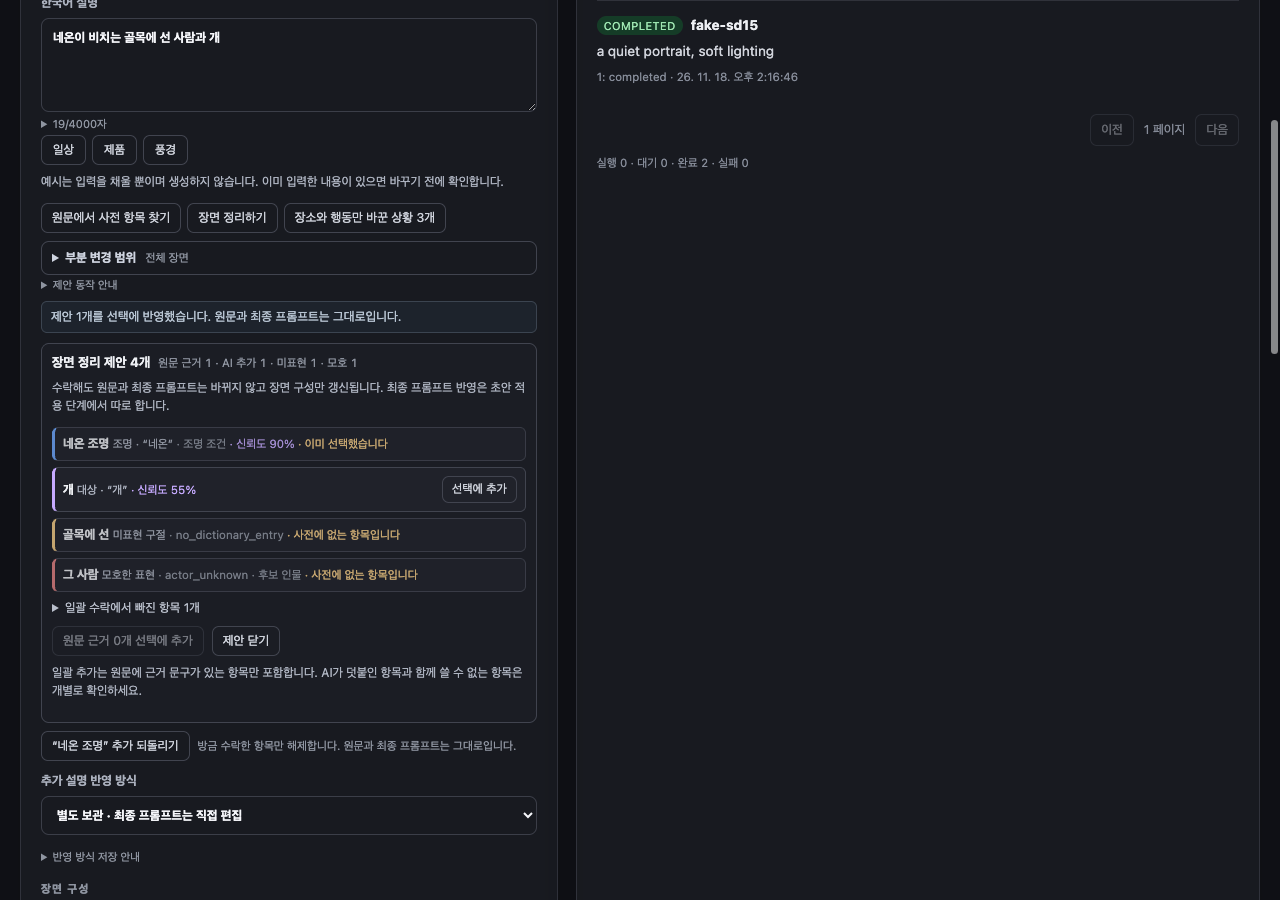 한국어 설명
네온이 비치는 골목에 선 사람과 개
19/4000자
일상
제품
풍경
예시는 입력을 채울 뿐이며 생성하지 않습니다. 이미 입력한 내용이 있으면 바꾸기 전에 확인합니다.
원문에서 사전 항목 찾기
장면 정리하기
장소와 행동만 바꾼 상황 3개
부분 변경 범위 전체 장면
제안 동작 안내
제안 1개를 선택에 반영했습니다. 원문과 최종 프롬프트는 그대로입니다.
장면 정리 제안 4개 원문 근거 1 · AI 추가 1 · 미표현 1 · 모호 1
수락해도 원문과 최종 프롬프트는 바뀌지 않고 장면 구성만 갱신됩니다. 최종 프롬프트 반영은 초안 적
용 단계에서 따로 합니다.
네온 조명 조명 · “네온” · 조명 조건 · 신뢰도 90% · 이미 선택했습니다
개 대상 · “개” · 신뢰도 55%
선택에 추가
골목에 선 미표현 구절 · no_dictionary_entry · 사전에 없는 항목입니다
그 사람 모호한 표현 · actor_unknown · 후보 인물 · 사전에 없는 항목입니다
일괄 수락에서 빠진 항목 1개
원문 근거 0개 선택에 추가
제안 닫기
일괄 추가는 원문에 근거 문구가 있는 항목만 포함합니다. AI가 덧붙인 항목과 함께 쓸 수 없는 항목은
개별로 확인하세요.
“네온 조명” 추가 되돌리기
방금 수락한 항목만 해제합니다. 원문과 최종 프롬프트는 그대로입니다.
추가 설명 반영 방식
별도 보관 · 최종 프롬프트는 직접 편집
반영 방식 저장 안내
장면 구성
COMPLETED fake-sd15
a quiet portrait, soft lighting
1: completed · 26. 11. 18. 오후 2:16:46
이전
1 페이지
다음
실행 0 · 대기 0 · 완료 2 · 실패 0